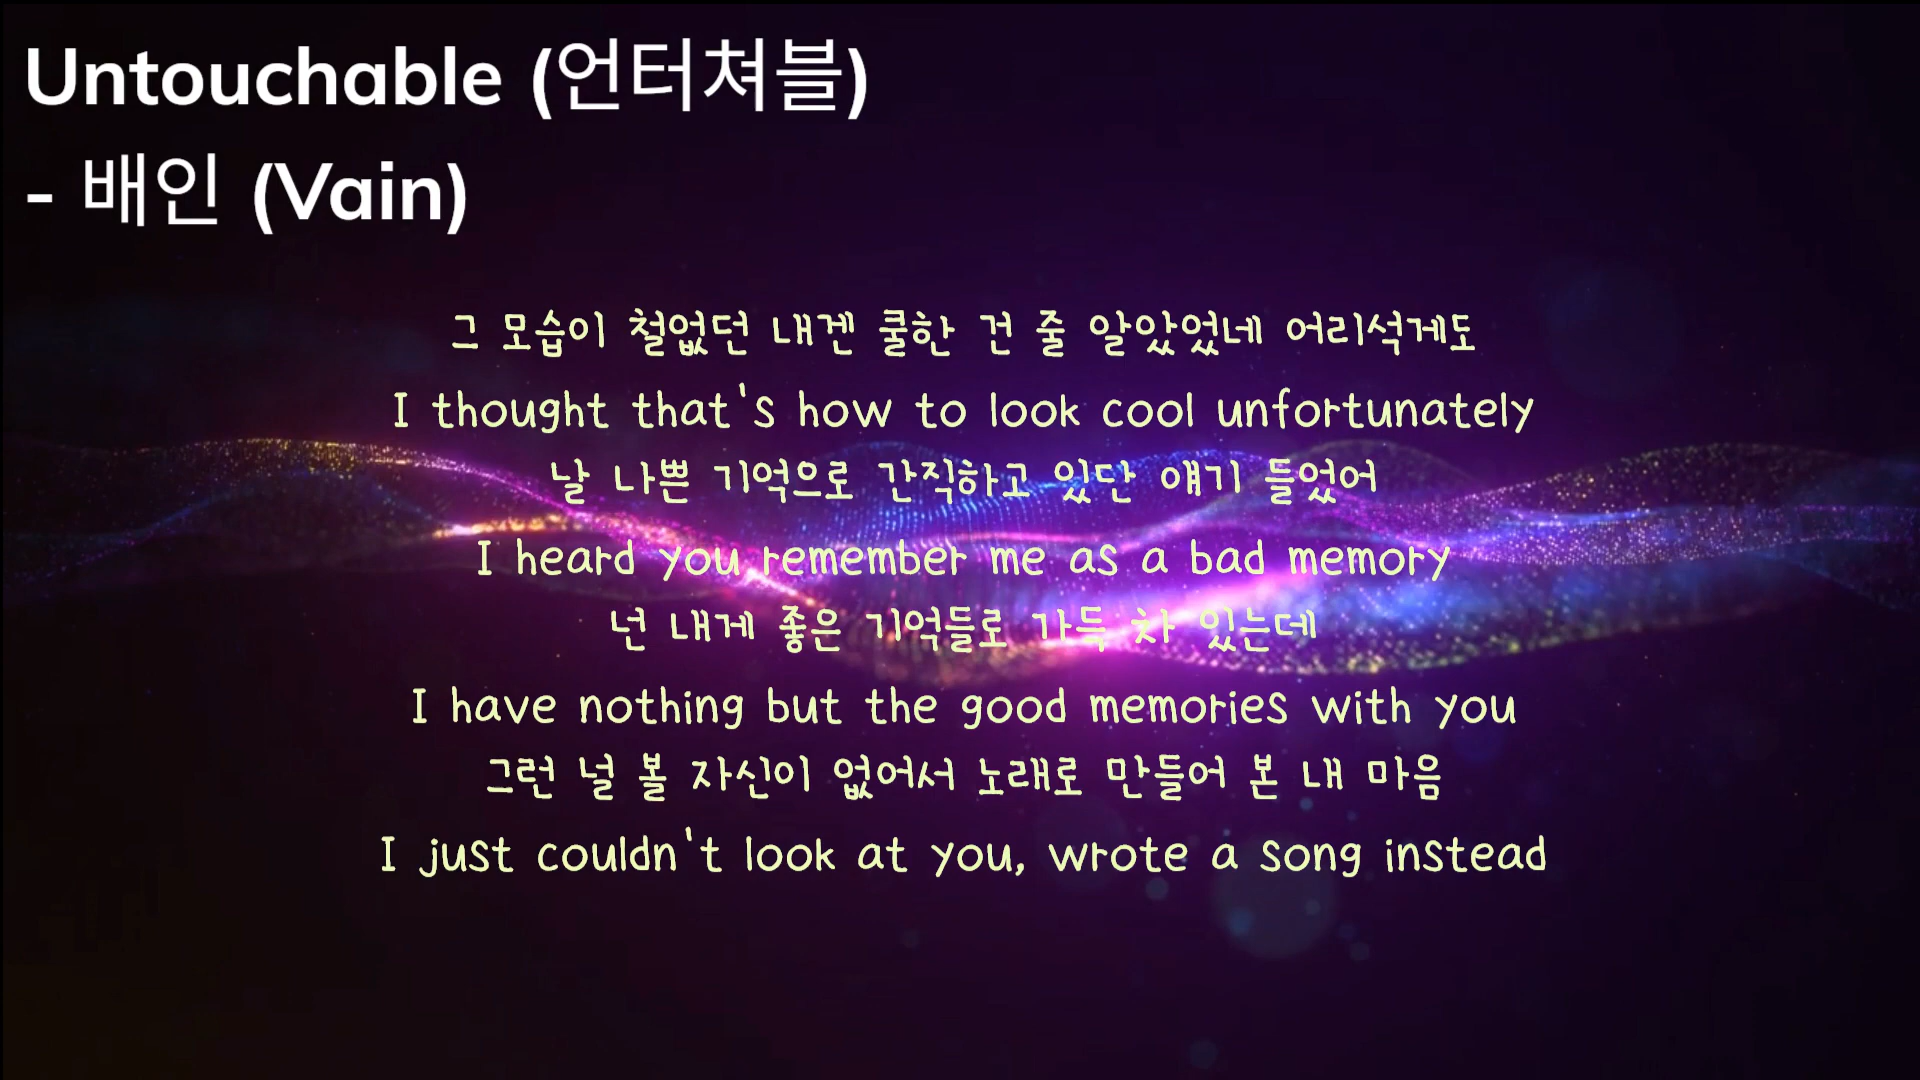 Untouchable (언터쳐블)
- 배인 (Vain)
그 모습이 철없던 내겐 쿨한 건 줄 알았었네 어리석게도
I thought that's how to look cool unfortunately
날 나쁜 기억으로 간직하고 있단 얘기 들었어
I heard you remember me as a bad memory
넌 내게 좋은 기억들로 가득 차 있는데
I have nothing but the good memories with you
그런 널 볼 자신이 없어서 노래로 만들어 본 내 마음
I just couldn't look at you, wrote a song instead